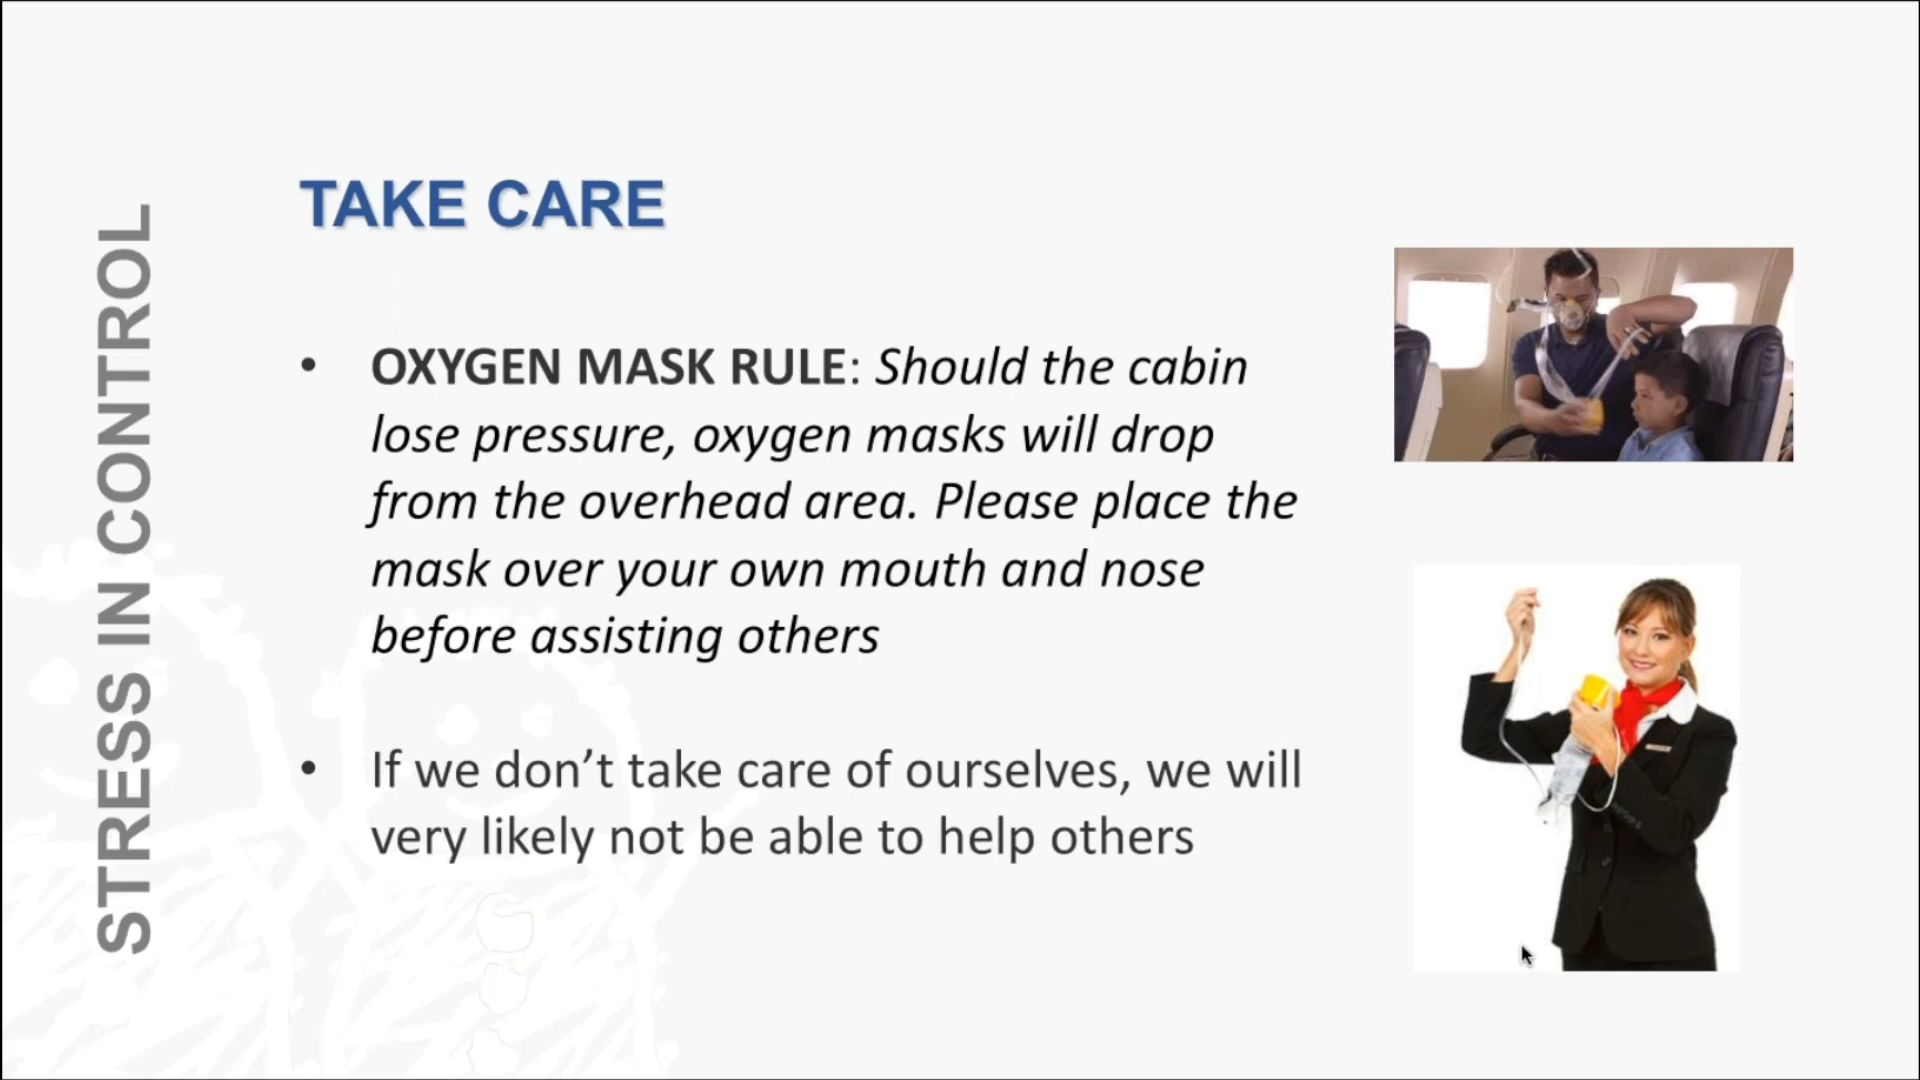 STRESS IN CONTROL
TAKE CARE
• OXYGEN MASK RULE: Should the cabin
lose pressure, oxygen masks will drop
from the overhead area. Please place the
mask over your own mouth and nose
before assisting others
• If we don’t take care of ourselves, we will
very likely not be able to help others